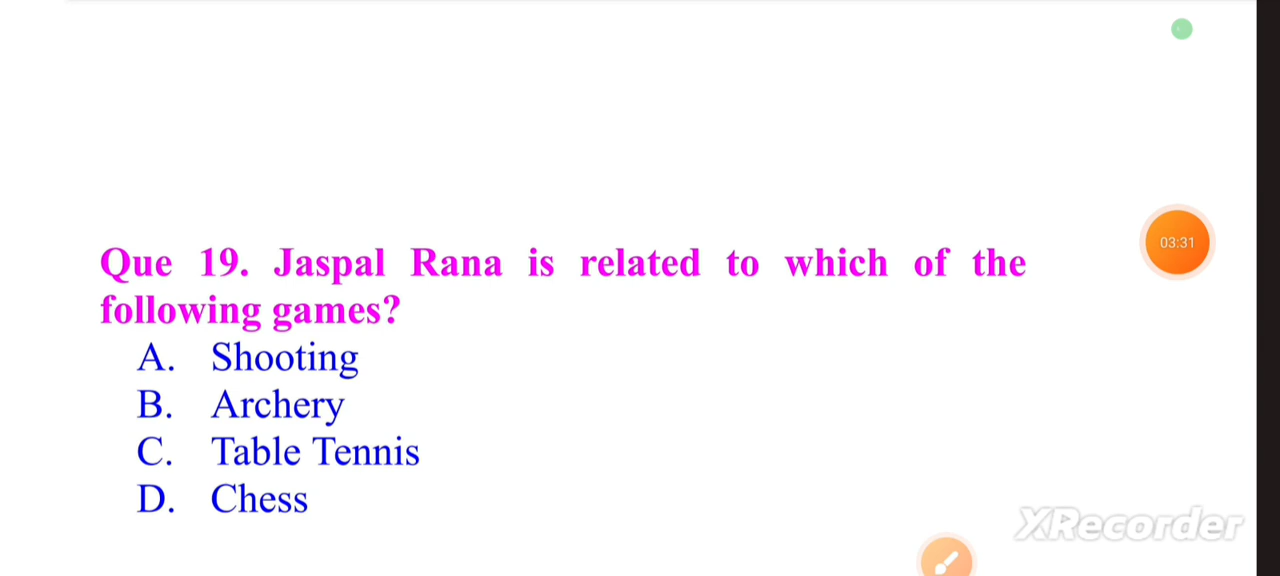 03:31
Que 19. Jaspal Rana is related to which of the
following games?
A. Shooting
B. Archery
C. Table Tennis
D. Chess
XRecorder